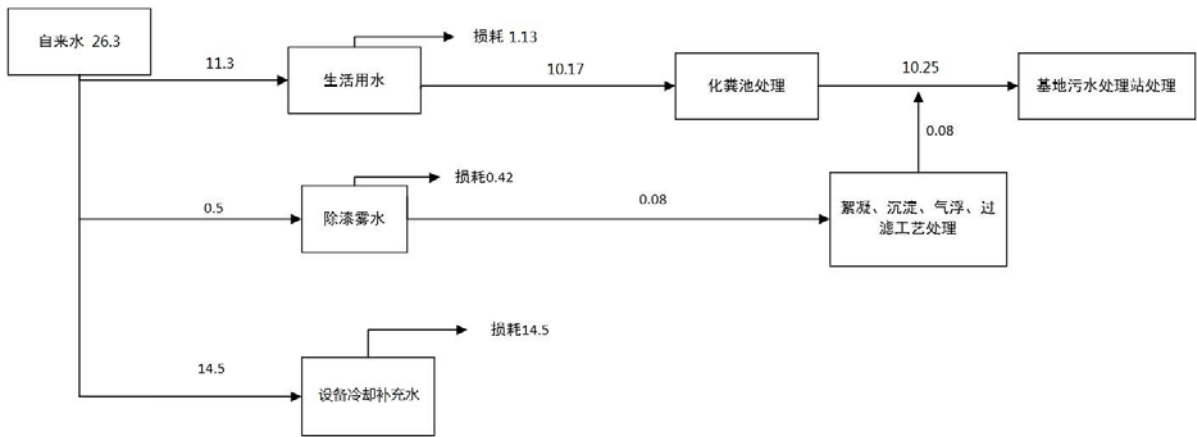 自来水 26.3
11.3
生活用水
损耗 1.13
10.17
化粪池处理
10.25
基地污水处理站处理
0.08
0.5
除漆雾水
损耗0.42
0.08
絮凝、沉淀、气浮、过
滤工艺处理
14.5
设备冷却补充水
损耗14.5